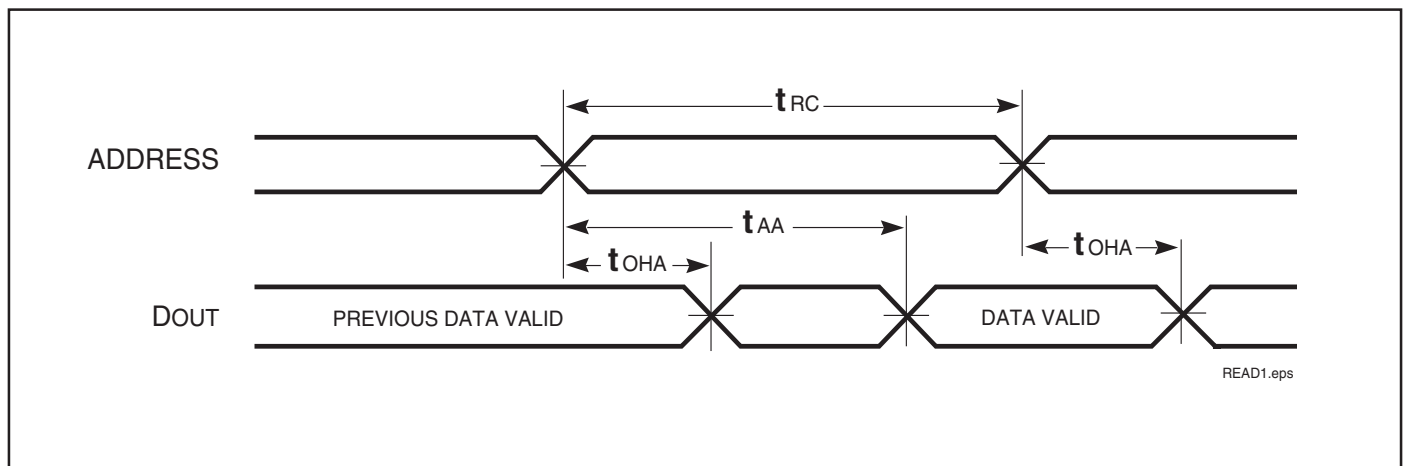 tRC
ADDRESS
tAA
tOHA
tOHA
DOUT
PREVIOUS DATA VALID
DATA VALID
READ1.eps